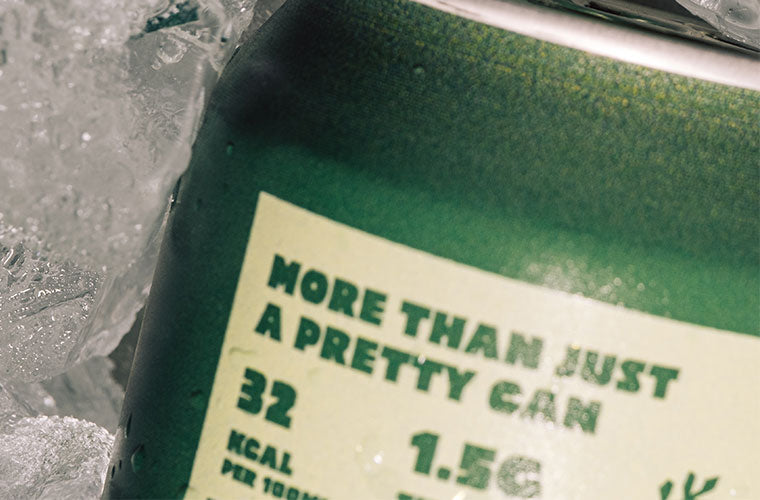 MORE THAN JUST
A PRETTY CAN
32
KCAL
1.5G